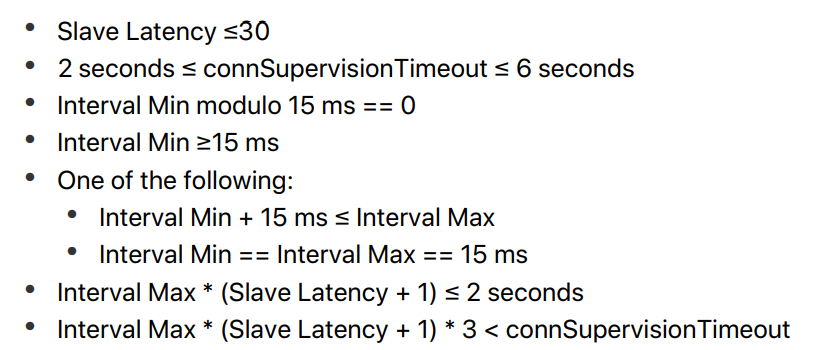 • Slave Latency ≤30
• 2 seconds ≤ connSupervisionTimeout ≤ 6 seconds
• Interval Min modulo 15 ms == 0
• Interval Min ≥15 ms
• One of the following:
• Interval Min + 15 ms ≤ Interval Max
• Interval Min == Interval Max == 15 ms
• Interval Max * (Slave Latency + 1) ≤ 2 seconds
• Interval Max * (Slave Latency + 1) * 3 < connSupervisionTimeout